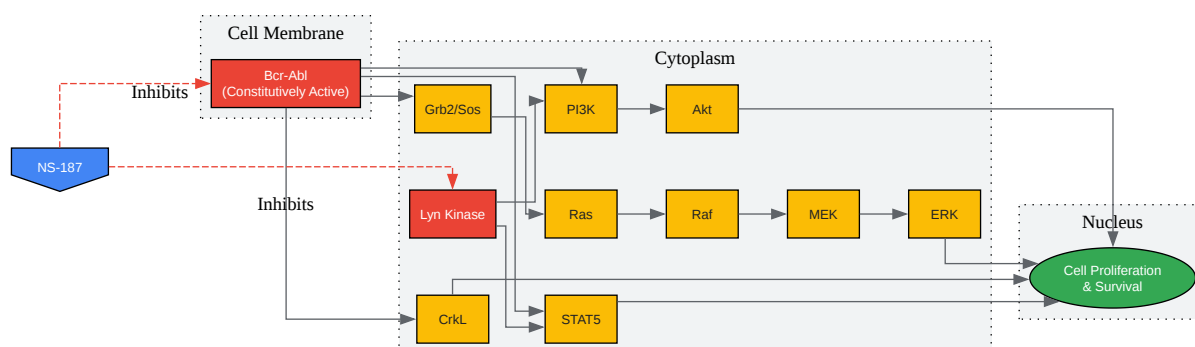 Cell Membrane
Bcr-Abl
(Constitutively Active)
Inhibits
NS-187
Inhibits
Cytoplasm
Grb2/Sos
PI3K
Akt
Lyn Kinase
Ras
Raf
MEK
ERK
CrkL
STAT5
Nucleus
Cell Proliferation
& Survival